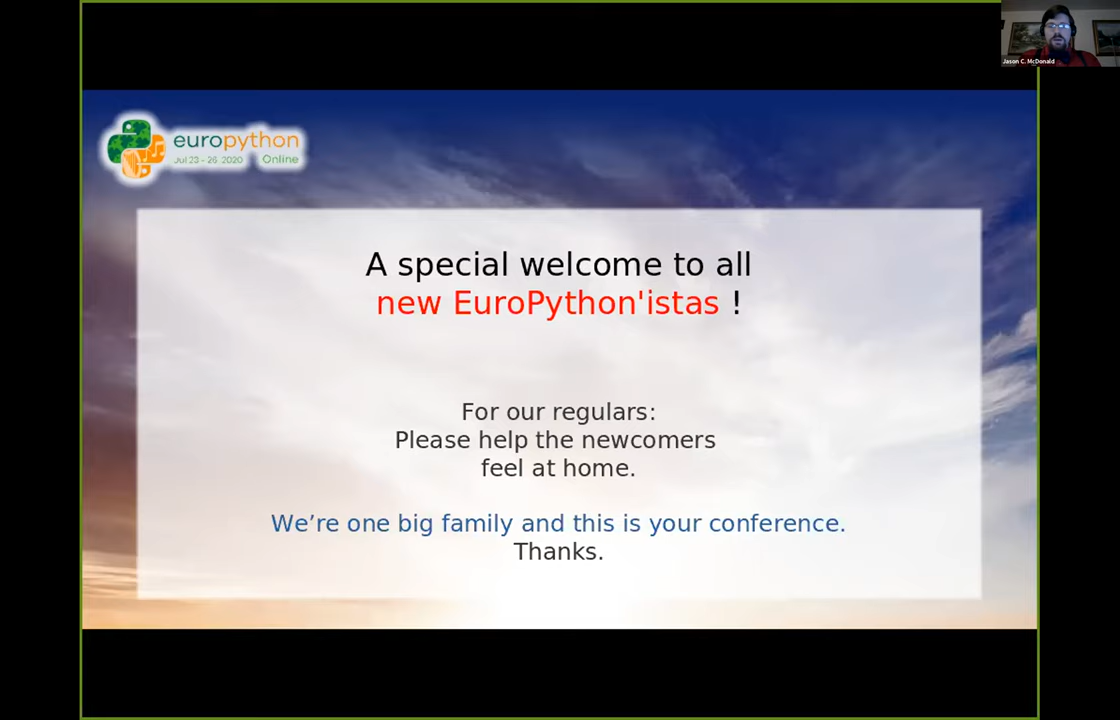 Jason C. McDonald
europython
Jul 23 - 26 2020 Online
A special welcome to all
new EuroPython'istas !
For our regulars:
Please help the newcomers
feel at home.
We’re one big family and this is your conference.
Thanks.